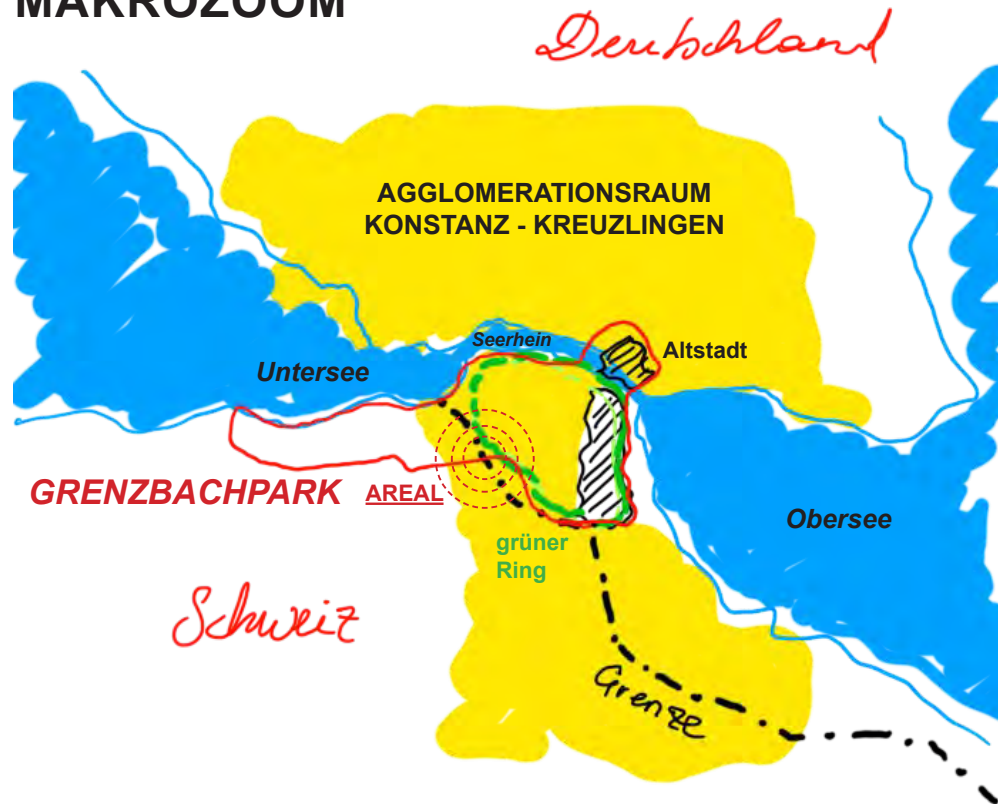 MAKROZOOM
Deutschland
AGGLOMERATIONSRAUM
KONSTANZ - KREUZLINGEN
Seerhein
Altstadt
Untersee
GRENZBACHPARK AREAL
Obersee
grüner
Ring
Schweiz
Grenze